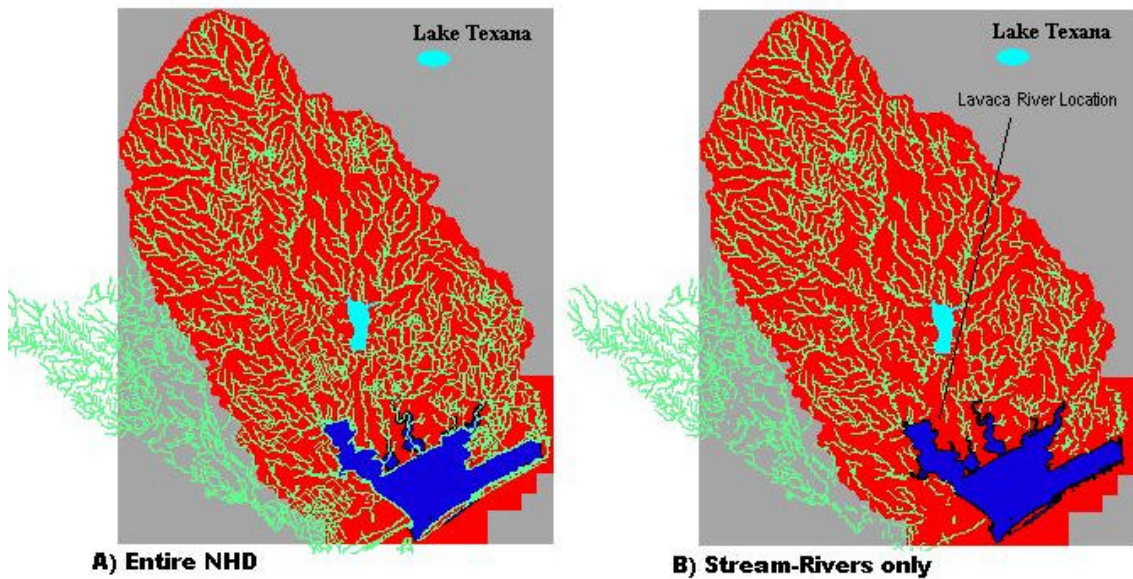 Lake Texana
Lake Texana
Lavaca River Location
A) Entire NHD
B) Stream-Rivers only